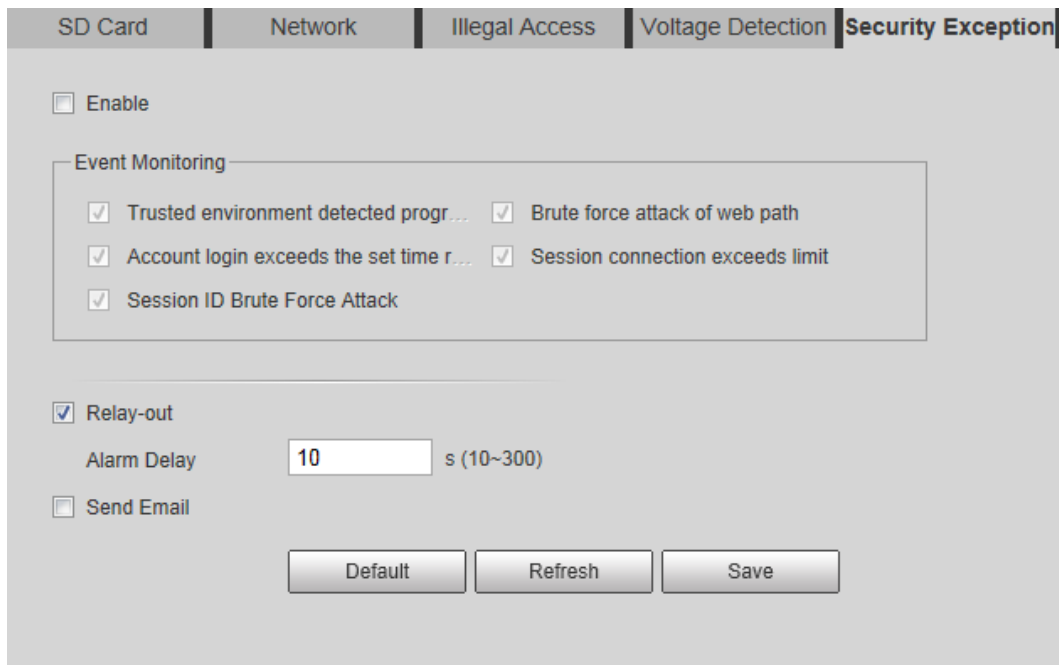 SD Card Network Illegal Access Voltage Detection Security Exception
Enable
Event Monitoring
Trusted environment detected progr... Brute force attack of web path
Account login exceeds the set time r... Session connection exceeds limit
Session ID Brute Force Attack
Relay-out
Alarm Delay 10 s (10~300)
Send Email
Default Refresh Save